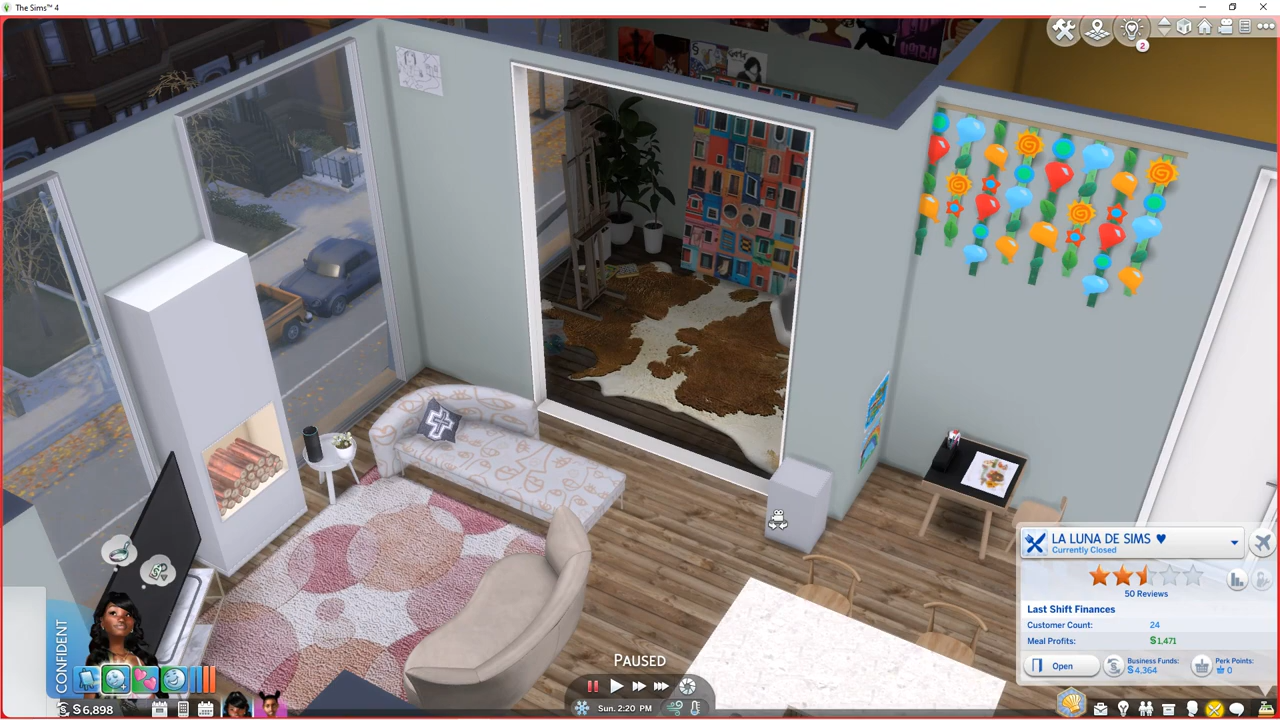 The Sims™ 4
2
LA LUNA DE SIMS ♥
Currently Closed
50 Reviews
Last Shift Finances
Customer Count: 24
Meal Profits: §1,471
Open
Business Funds: §4,364
Perk Points: 0
CONFIDENT
PAUSED
§6,898
Sun. 2:20 PM